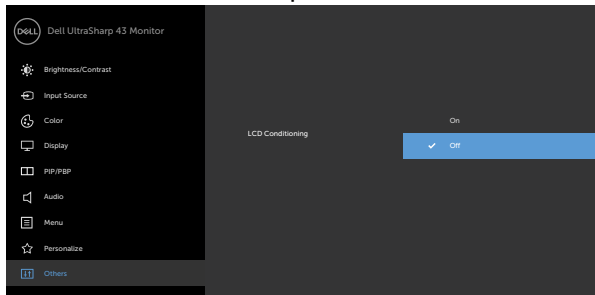 DELL
Dell UltraSharp 43 Monitor
Brightness/Contrast
Input Source
Color
Display
PIP/PBP
Audio
Menu
Personalize
Others
LCD Conditioning
On
Off